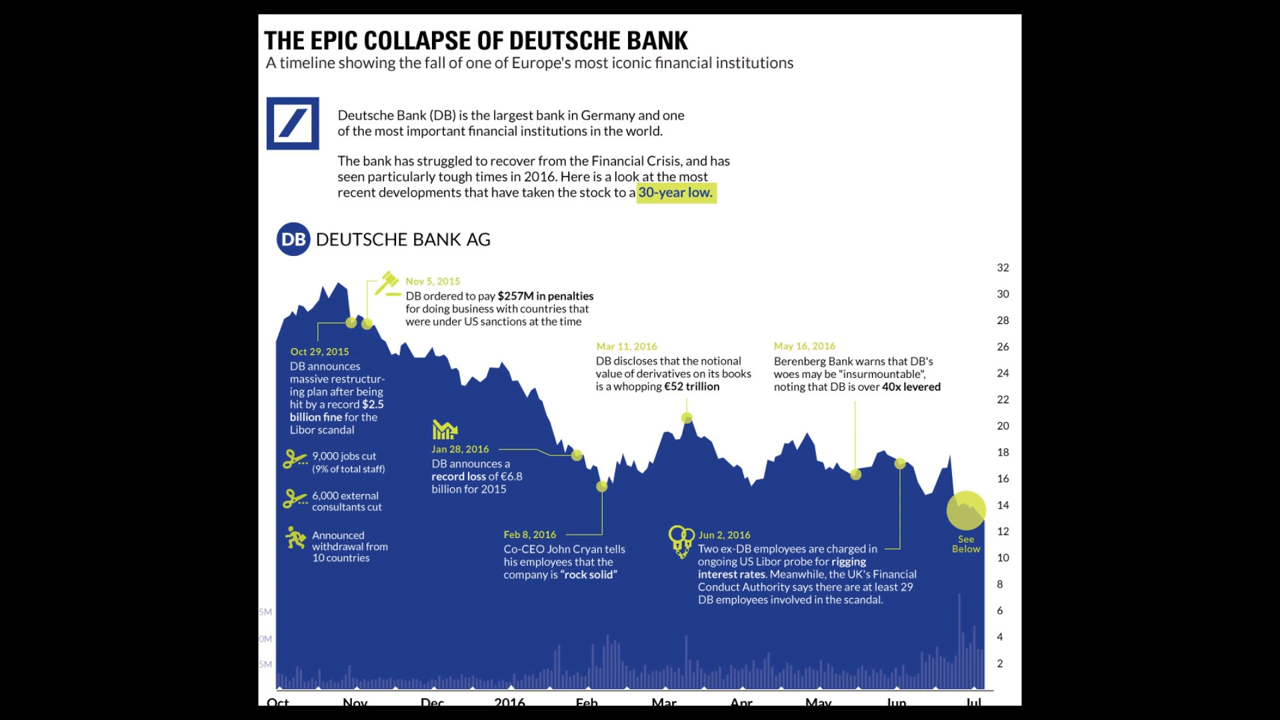 THE EPIC COLLAPSE OF DEUTSCHE BANK
A timeline showing the fall of one of Europe's most iconic financial institutions
Deutsche Bank (DB) is the largest bank in Germany and one
of the most important financial institutions in the world.
The bank has struggled to recover from the Financial Crisis, and has
seen particularly tough times in 2016. Here is a look at the most
recent developments that have taken the stock to a 30-year low.
DB DEUTSCHE BANK AG
Nov 5, 2015
DB ordered to pay $257M in penalties
for doing business with countries that
were under US sanctions at the time
Oct 29, 2015
DB announces
massive restructur-
ing plan after being
hit by a record $2.5
billion fine for the
Libor scandal
9,000 jobs cut
(9% of total staff)
6,000 external
consultants cut
Announced
withdrawal from
10 countries
Jan 28, 2016
DB announces a
record loss of €6.8
billion for 2015
Feb 8, 2016
Co-CEO John Cryan tells
his employees that the
company is "rock solid"
Mar 11, 2016
DB discloses that the notional
value of derivatives on its books
is a whopping €52 trillion
May 16, 2016
Berenberg Bank warns that DB's
woes may be "insurmountable",
noting that DB is over 40x levered
Jun 2, 2016
Two ex-DB employees are charged in
ongoing US Libor probe for rigging
interest rates. Meanwhile, the UK's Financial
Conduct Authority says there are at least 29
DB employees involved in the scandal.
See
Below
32
30
28
26
24
22
20
18
16
14
12
10
8
6
4
2
5M
0M
5M
Oct Nov Dec 2016 Feb Mar Apr May Jun Jul